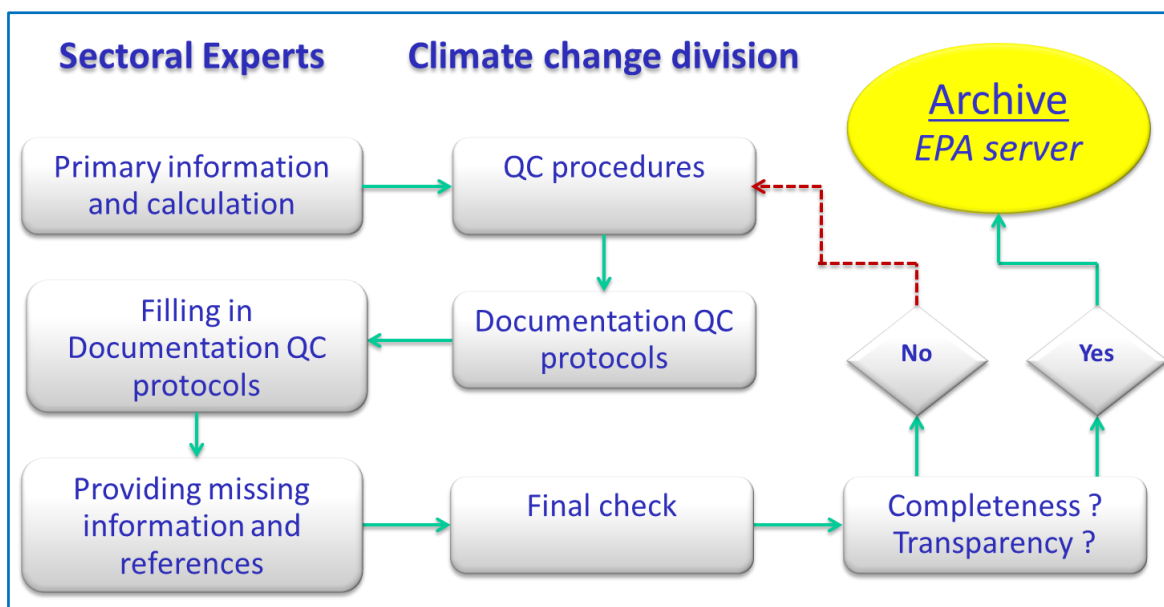 Sectoral Experts
Climate change division
Archive
EPA server
Primary information
and calculation
QC procedures
Filling in
Documentation QC
protocols
Documentation QC
protocols
No
Yes
Providing missing
information and
references
Final check
Completeness ?
Transparency ?